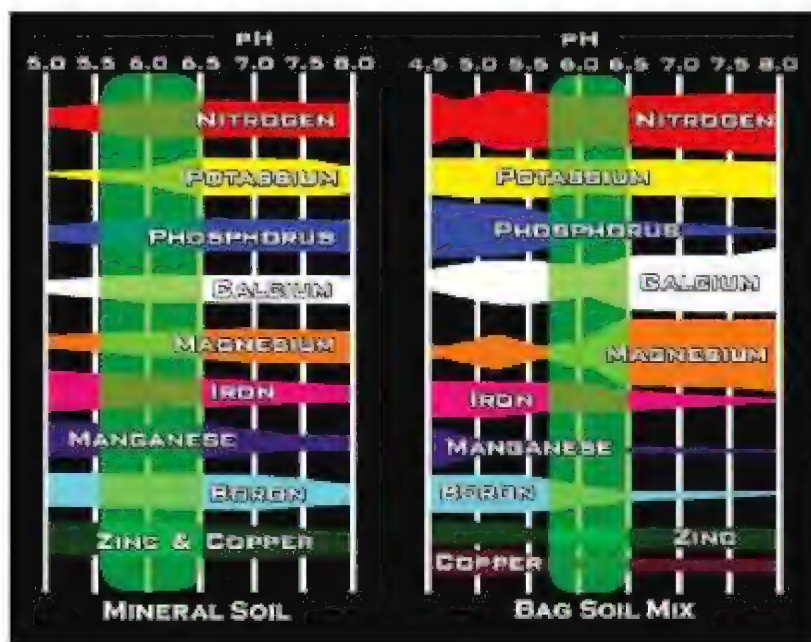 PH
5.0 5.5 6.0 6.5 7.0 7.5 8.0
NITROGEN
POTASSIUM
PHOSPHORUS
CALCIUM
MAGNESIUM
IRON
MANGANESE
BORON
ZINC & COPPER
MINERAL SOIL
PH
4.5 5.0 5.5 6.0 6.5 7.0 7.5 8.0
NITROGEN
POTASSIUM
PHOSPHORUS
CALCIUM
MAGNESIUM
IRON
MANGANESE
BORON
ZINC
COPPER
BAG SOIL MIX